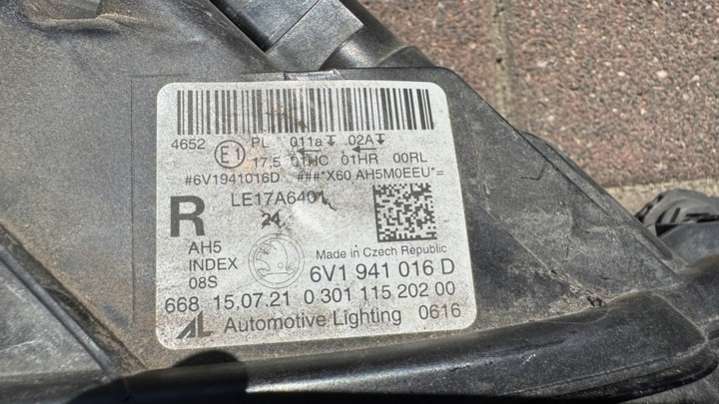 4652 PL 011a 02A
E1 17,5 01HC 01HR 00RL
#6V1941016D ###*X60 AH5M0EEU*=
R LE17A6401
24
AH5
INDEX
08S
Made in Czech Republic
6V1 941 016 D
668 15.07.21 0 301 115 202 00
AL Automotive Lighting 0616